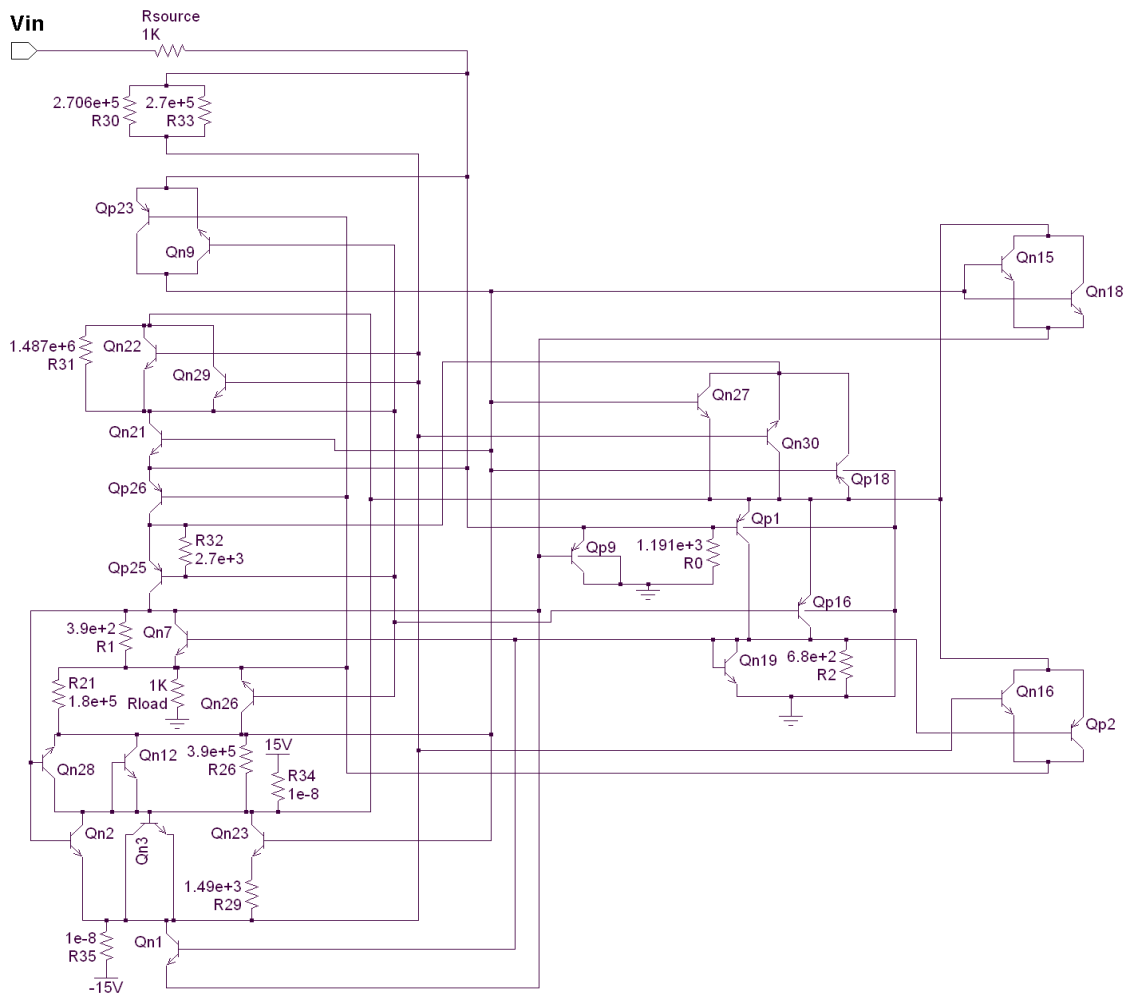 Vin
Rsource
1K
2.706e+5
R30
2.7e+5
R33
Qp23
Qn9
Qn15
Qn18
1.487e+6
R31
Qn22
Qn29
Qn27
Qn21
Qn30
Qp26
Qp18
Qp1
R32
2.7e+3
Qp9
1.191e+3
R0
Qp25
Qp16
3.9e+2
R1
Qn7
Qn19
6.8e+2
R2
R21
1.8e+5
1K
Rload
Qn26
Qn16
Qp2
Qn28
Qn12
3.9e+5
R26
15V
R34
1e-8
Qn2
Qn3
Qn23
1.49e+3
R29
1e-8
R35
Qn1
-15V